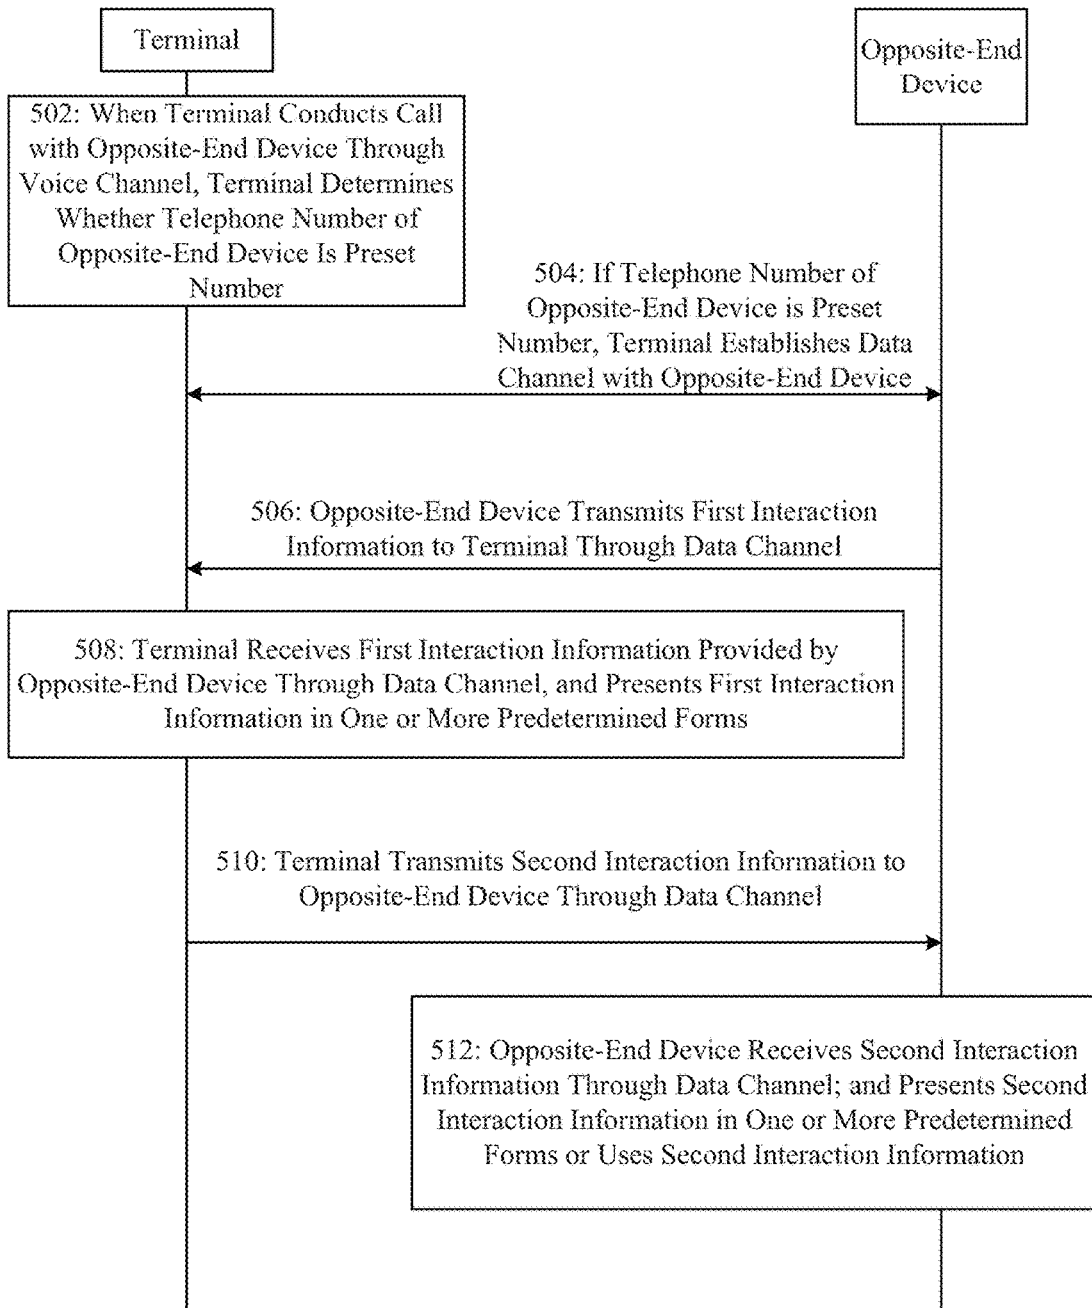 Terminal
Opposite-End
Device
502: When Terminal Conducts Call
with Opposite-End Device Through
Voice Channel, Terminal Determines
Whether Telephone Number of
Opposite-End Device Is Preset
Number
504: If Telephone Number of
Opposite-End Device is Preset
Number, Terminal Establishes Data
Channel with Opposite-End Device
506: Opposite-End Device Transmits First Interaction
Information to Terminal Through Data Channel
508: Terminal Receives First Interaction Information Provided by
Opposite-End Device Through Data Channel, and Presents First Interaction
Information in One or More Predetermined Forms
510: Terminal Transmits Second Interaction Information to
Opposite-End Device Through Data Channel
512: Opposite-End Device Receives Second Interaction
Information Through Data Channel; and Presents Second
Interaction Information in One or More Predetermined
Forms or Uses Second Interaction Information